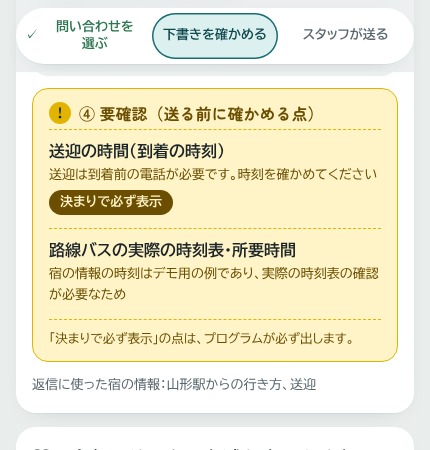 ✓ 問い合わせを
選ぶ
下書きを確かめる
スタッフが送る
! ④ 要確認（送る前に確かめる点）
送迎の時間（到着の時刻）
送迎は到着前の電話が必要です。時刻を確かめてください
決まりで必ず表示
路線バスの実際の時刻表・所要時間
宿の情報の時刻はデモ用の例であり、実際の時刻表の確認
が必要なため
「決まりで必ず表示」の点は、プログラムが必ず出します。
返信に使った宿の情報：山形駅からの行き方、送迎